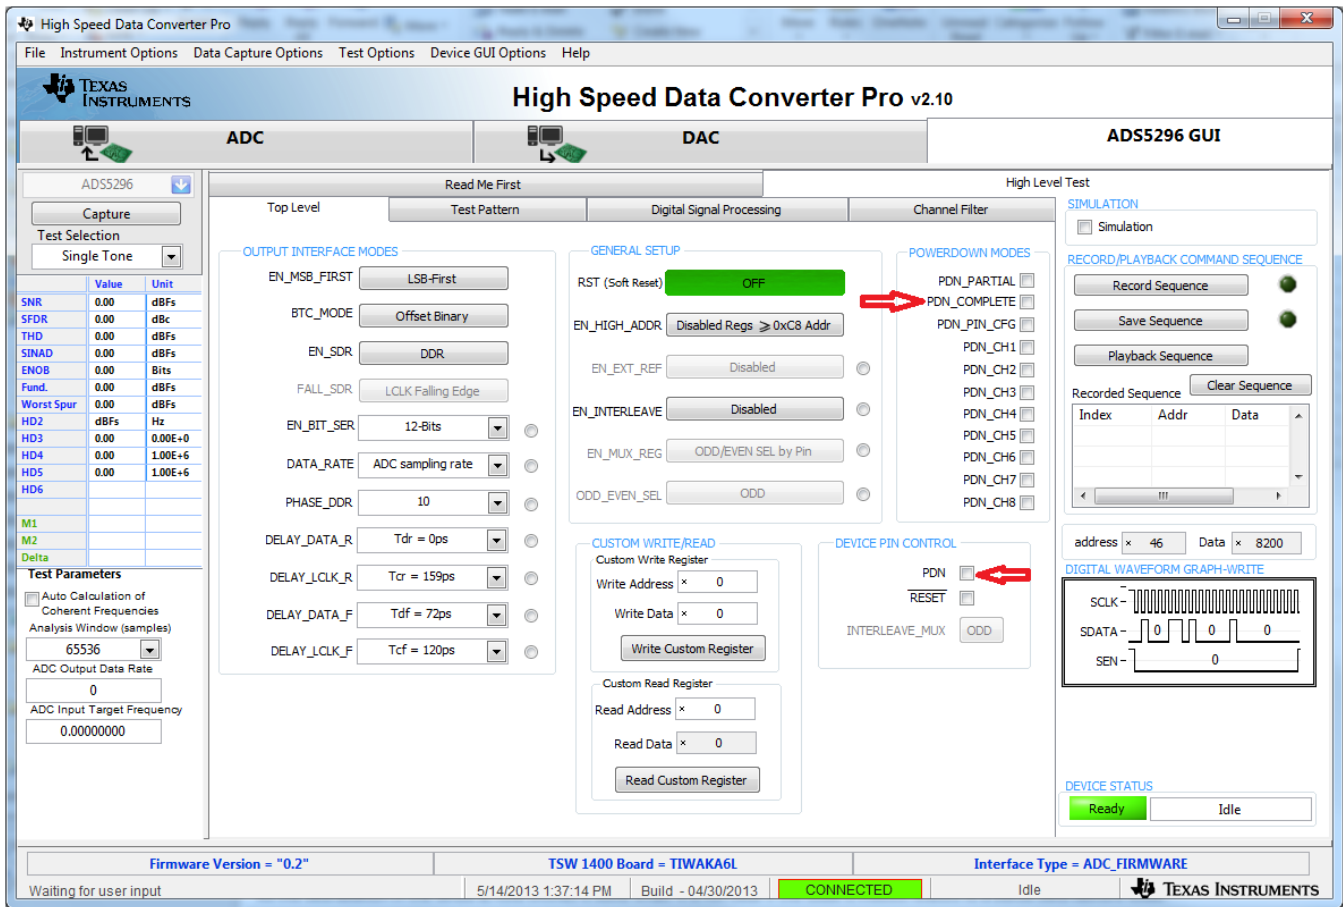 High Speed Data Converter Pro
File Instrument Options Data Capture Options Test Options Device GUI Options Help
TEXAS INSTRUMENTS
High Speed Data Converter Pro v2.10
ADC
DAC
ADS5296 GUI
ADS5296
Capture
Test Selection
Single Tone
Value Unit
SNR 0.00 dBFs
SFDR 0.00 dBc
THD 0.00 dBFs
SINAD 0.00 dBFs
ENOB 0.00 Bits
Fund. 0.00 dBFs
Worst Spur 0.00 dBFs
HD2 dBFs Hz
HD3 0.00 0.00E+0
HD4 0.00 1.00E+6
HD5 0.00 1.00E+6
HD6
M1
M2
Delta
Test Parameters
Auto Calculation of
Coherent Frequencies
Analysis Window (samples)
65536
ADC Output Data Rate
0
ADC Input Target Frequency
0.00000000
Read Me First
High Level Test
Top Level
Test Pattern
Digital Signal Processing
Channel Filter
OUTPUT INTERFACE MODES
EN_MSB_FIRST LSB-First
BTC_MODE Offset Binary
EN_SDR DDR
FALL_SDR LCLK Falling Edge
EN_BIT_SER 12-Bits
DATA_RATE ADC sampling rate
PHASE_DDR 10
DELAY_DATA_R Tdr = 0ps
DELAY_LCLK_R Tcr = 159ps
DELAY_DATA_F Tdf = 72ps
DELAY_LCLK_F Tcf = 120ps
GENERAL SETUP
RST (Soft Reset) OFF
EN_HIGH_ADDR Disabled Regs ≥ 0xC8 Addr
EN_EXT_REF Disabled
EN_INTERLEAVE Disabled
EN_MUX_REG ODD/EVEN SEL by Pin
ODD_EVEN_SEL ODD
POWERDOWN MODES
PDN_PARTIAL
PDN_COMPLETE
PDN_PIN_CFG
PDN_CH1
PDN_CH2
PDN_CH3
PDN_CH4
PDN_CH5
PDN_CH6
PDN_CH7
PDN_CH8
CUSTOM WRITE/READ
Custom Write Register
Write Address × 0
Write Data × 0
Write Custom Register
Custom Read Register
Read Address × 0
Read Data × 0
Read Custom Register
DEVICE PIN CONTROL
PDN
RESET
INTERLEAVE_MUX ODD
SIMULATION
Simulation
RECORD/PLAYBACK COMMAND SEQUENCE
Record Sequence
Save Sequence
Playback Sequence
Recorded Sequence Clear Sequence
Index Addr Data
address × 46 Data × 8200
DIGITAL WAVEFORM GRAPH-WRITE
SCLK
SDATA 0 0 0
SEN 0
DEVICE STATUS
Ready Idle
Firmware Version = "0.2" TSW 1400 Board = TIWAKA6L Interface Type = ADC_FIRMWARE
Waiting for user input 5/14/2013 1:37:14 PM Build - 04/30/2013 CONNECTED Idle TEXAS INSTRUMENTS